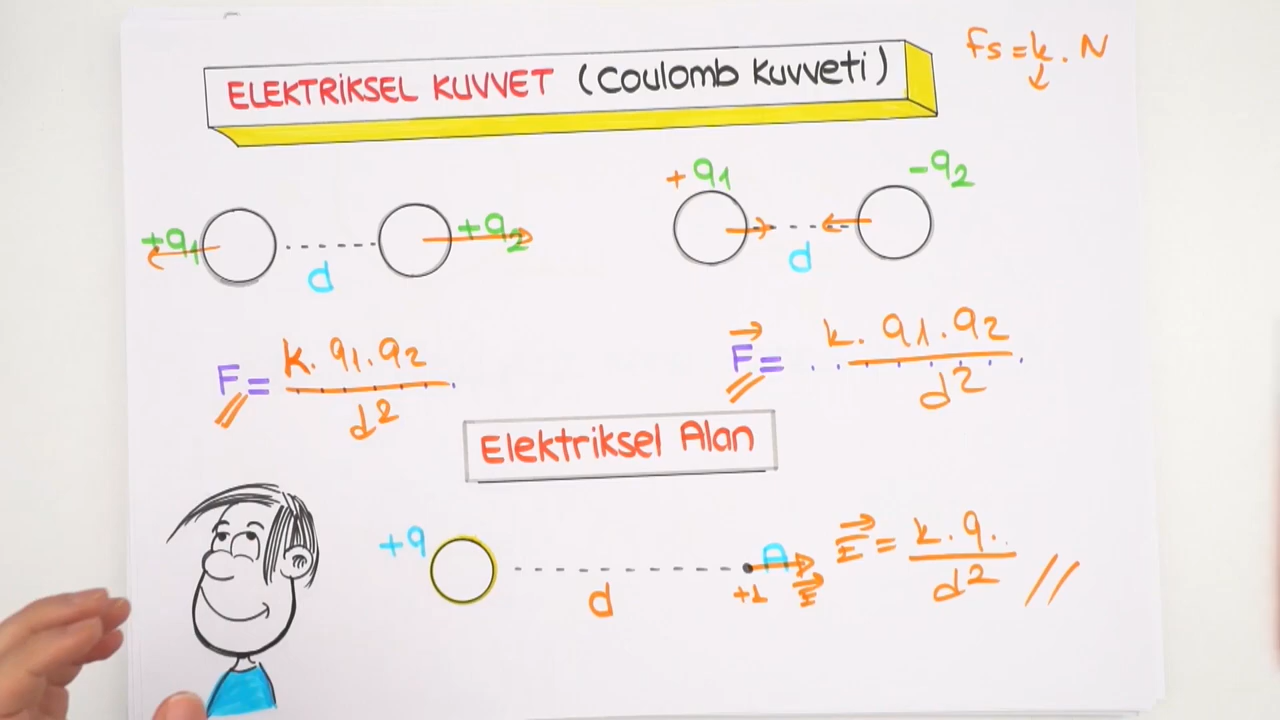 Fs = k . N
ELEKTRİKSEL KUVVET (Coulomb Kuvveti)
+q1 d +q2
+q1 d -q2
F = k. q1. q2 / d2
F = k. q1. q2 / d2
Elektriksel Alan
+q d A +1 E
E = k. q. / d2